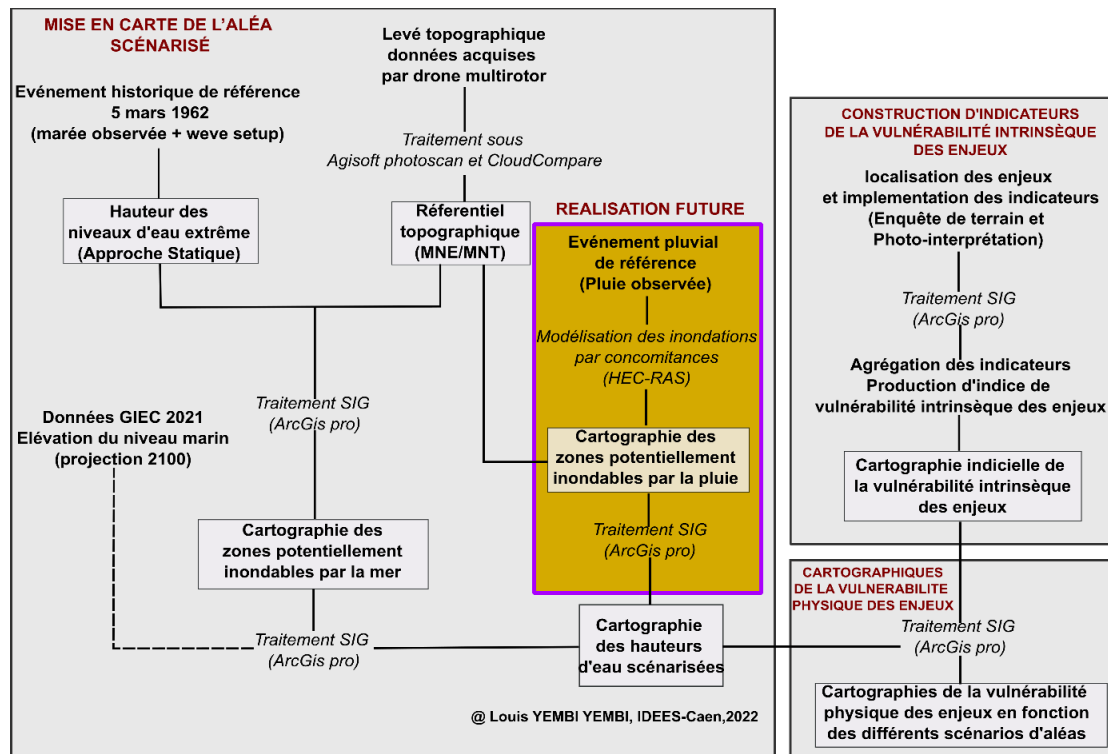 MISE EN CARTE DE L'ALÉA
SCÉNARISÉ
Evénement historique de référence
5 mars 1962
(marée observée + weve setup)
Hauteur des
niveaux d'eau extrême
(Approche Statique)
Levé topographique
données acquises
par drone multirotor
Traitement sous
Agisoft photoscan et CloudCompare
Réferentiel
topographique
(MNE/MNT)
Traitement SIG
(ArcGis pro)
Données GIEC 2021
Elévation du niveau marin
(projection 2100)
Cartographie des
zones potentiellement
inondables par la mer
Traitement SIG
(ArcGis pro)
REALISATION FUTURE
Evénement pluvial
de référence
(Pluie observée)
Modélisation des inondations
par concomitances
(HEC-RAS)
Cartographie des
zones potentiellement
inondables par la pluie
Traitement SIG
(ArcGis pro)
Cartographie
des hauteurs
d'eau scénarisées
@ Louis YEMBI YEMBI, IDEES-Caen,2022
CONSTRUCTION D'INDICATEURS
DE LA VULNÉRABILITÉ INTRINSÈQUE
DES ENJEUX
localisation des enjeux
et implementation des indicateurs
(Enquête de terrain et
Photo-interprétation)
Traitement SIG
(ArcGis pro)
Agrégation des indicateurs
Production d'indice de
vulnérabilité intrinsèque des enjeux
Cartographie indicielle de
la vulnérabilité intrinsèque
des enjeux
CARTOGRAPHIQUES
DE LA VULNERABILITE
PHYSIQUE DES ENJEUX
Traitement SIG
(ArcGis pro)
Cartographies de la vulnérabilité
physique des enjeux en fonction
des différents scénarios d'aléas